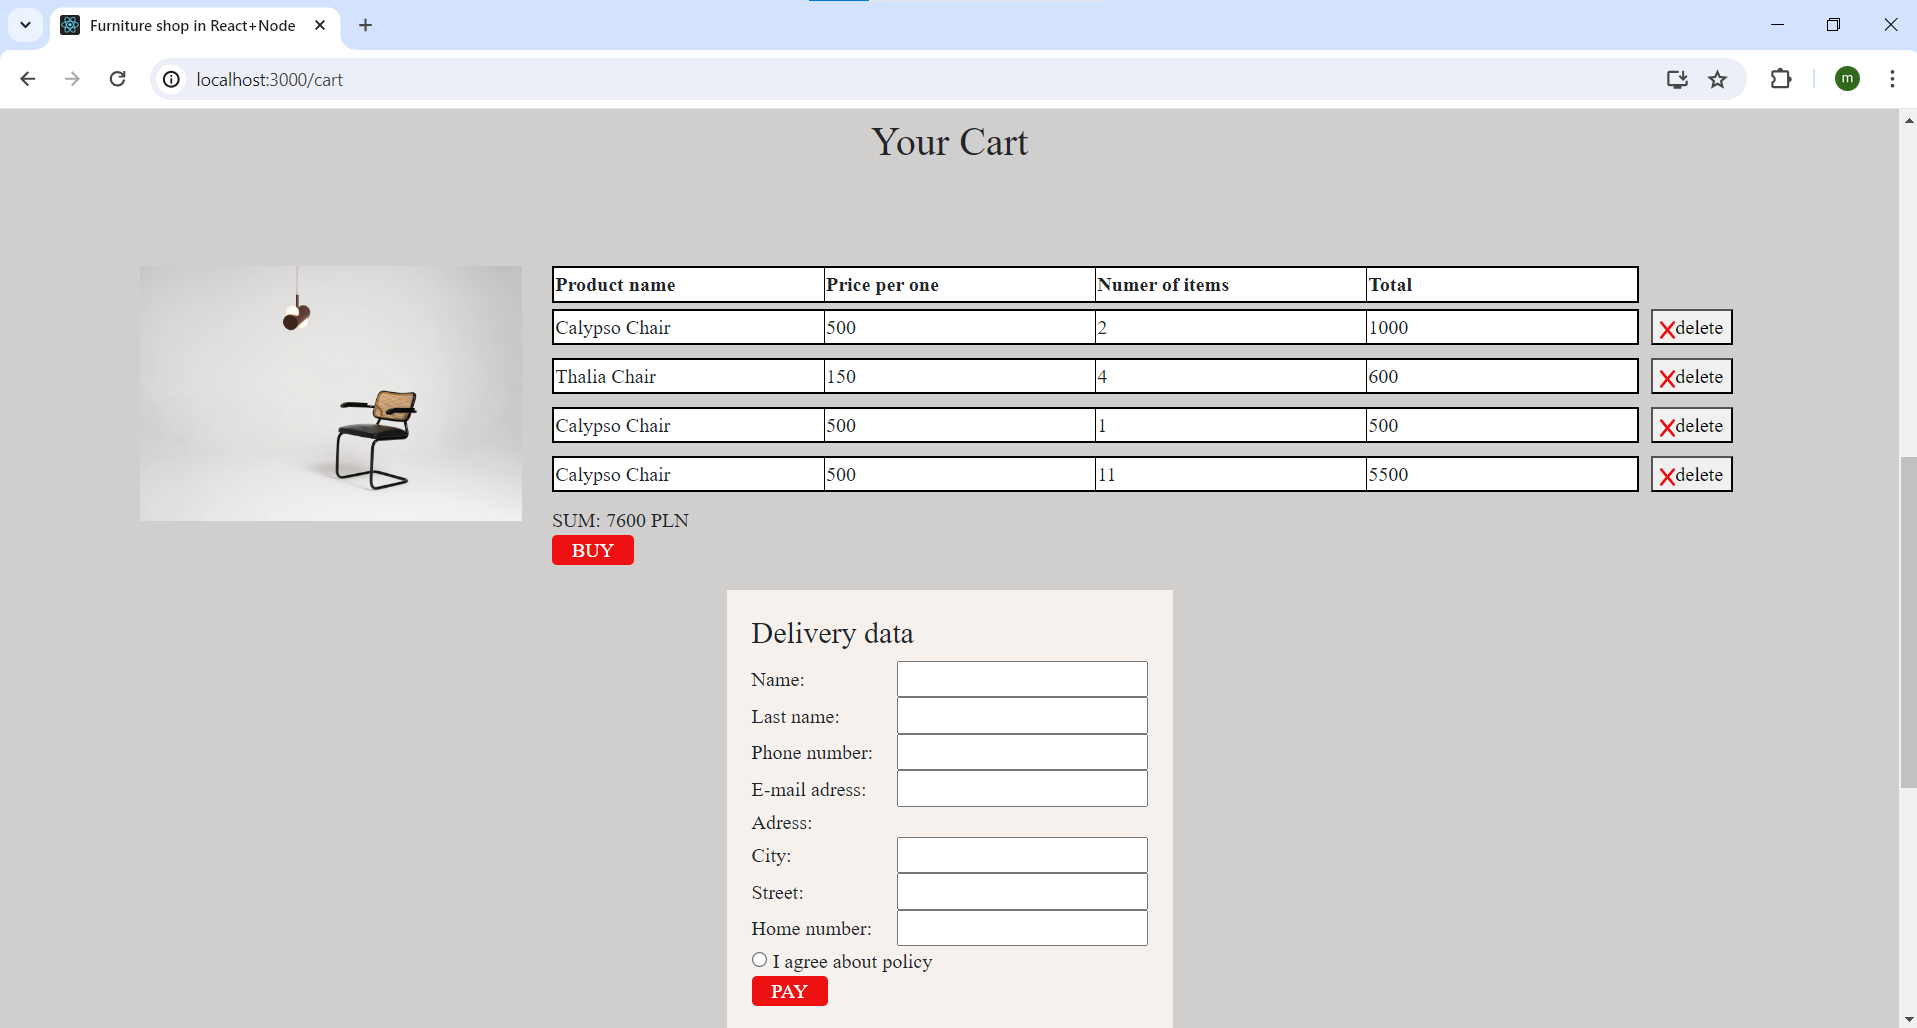 Furniture shop in React+Node
localhost:3000/cart
m
Your Cart
Product name Price per one Numer of items Total
Calypso Chair 500 2 1000 delete
Thalia Chair 150 4 600 delete
Calypso Chair 500 1 500 delete
Calypso Chair 500 11 5500 delete
SUM: 7600 PLN
BUY
Delivery data
Name:
Last name:
Phone number:
E-mail adress:
Adress:
City:
Street:
Home number:
I agree about policy
PAY